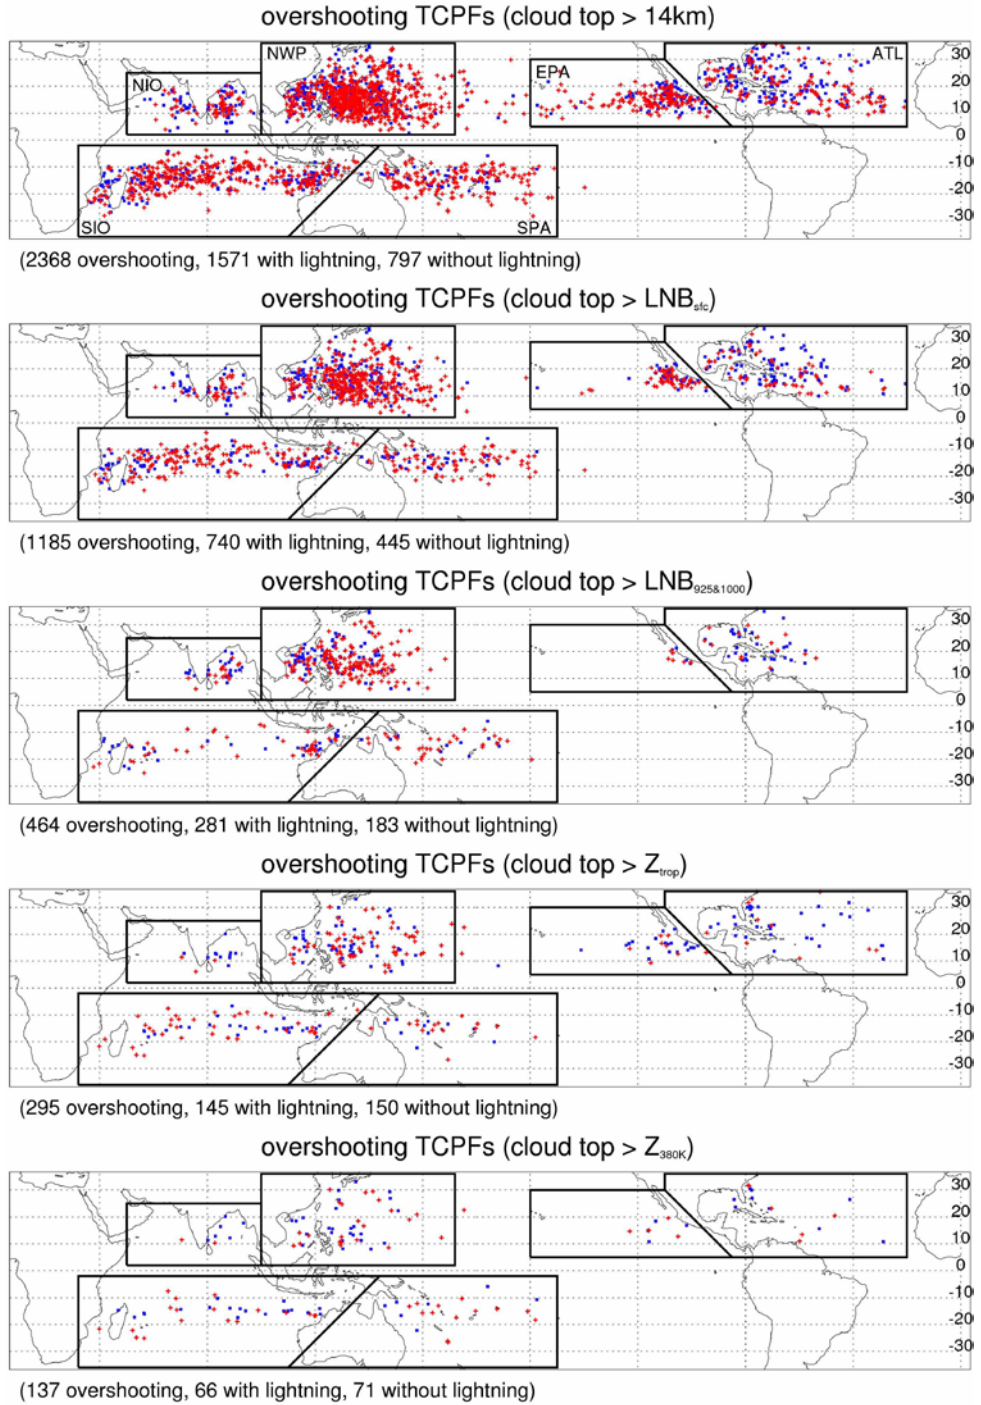 overshooting TCPFs (cloud top > 14km)
NWP
ATL
30
EPA
NIO
20
10
0
-10
-20
-30
SIO
SPA
(2368 overshooting, 1571 with lightning, 797 without lightning)
overshooting TCPFs (cloud top > LNBsfc)
30
20
10
0
-10
-20
-30
(1185 overshooting, 740 with lightning, 445 without lightning)
overshooting TCPFs (cloud top > LNB925&1000)
30
20
10
0
-10
-20
-30
(464 overshooting, 281 with lightning, 183 without lightning)
overshooting TCPFs (cloud top > Ztrop)
30
20
10
0
-10
-20
-30
(295 overshooting, 145 with lightning, 150 without lightning)
overshooting TCPFs (cloud top > Z380K)
30
20
10
0
-10
-20
-30
(137 overshooting, 66 with lightning, 71 without lightning)